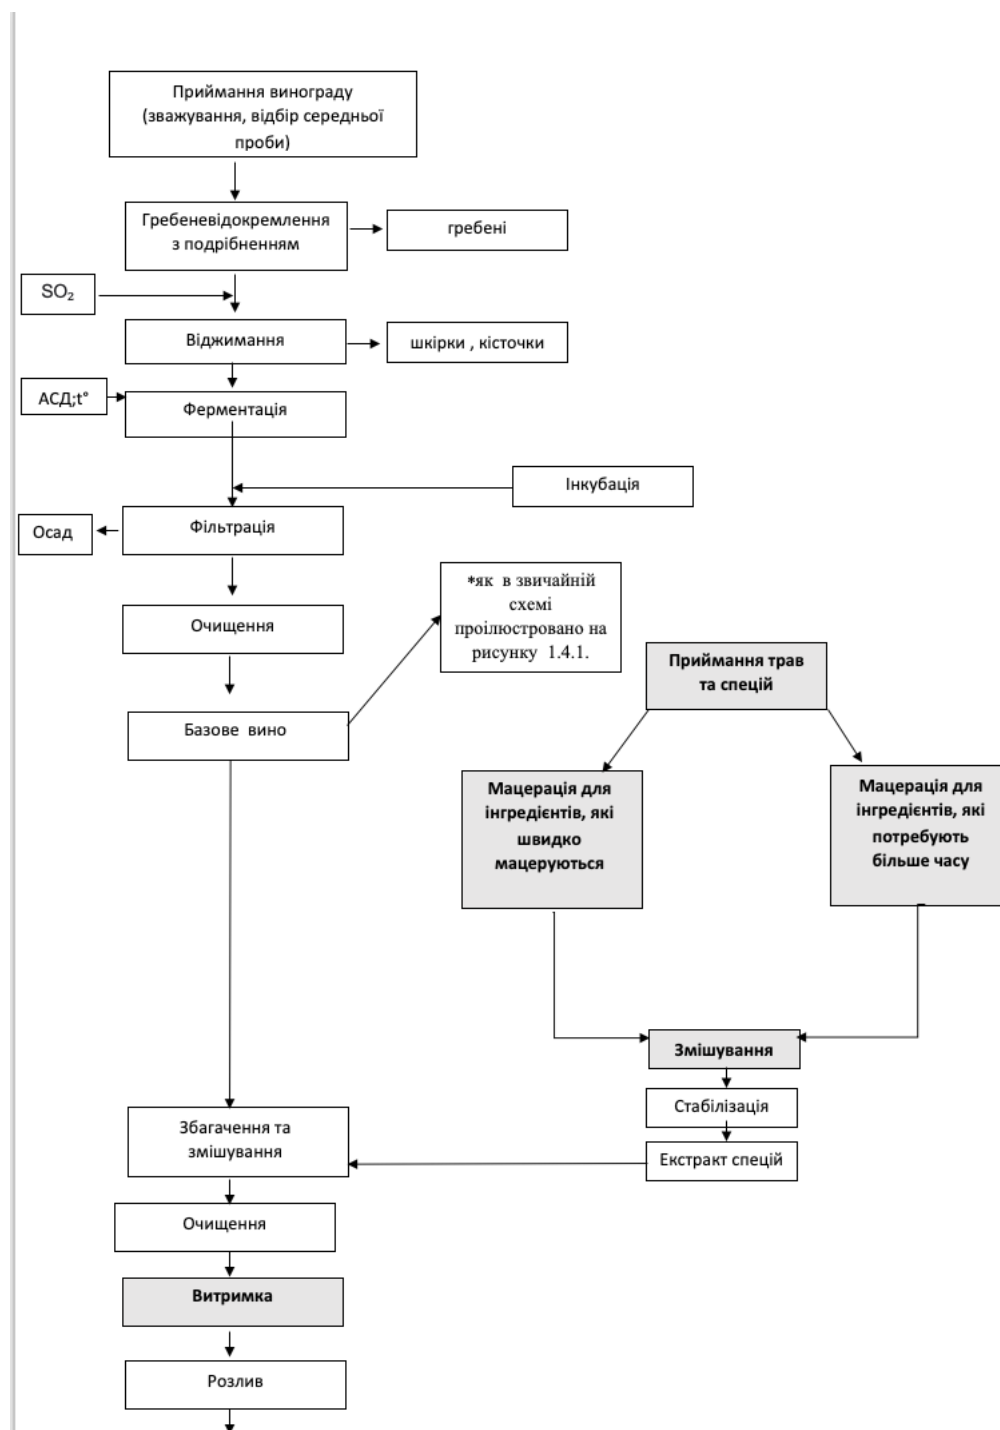 Приймання винограду
(зважування, відбір середньої
проби)
Гребеневідокремлення
з подрібненням
гребені
SO₂
Віджимання
шкірки , кісточки
АСД;t°
Ферментація
Інкубація
Фільтрація
Осад
*як в звичайній
схемі
проілюстровано на
рисунку 1.4.1.
Очищення
Приймання трав
та спецій
Базове вино
Мацерація для
інгредієнтів, які
швидко
мацеруються
Мацерація для
інгредієнтів, які
потребують
більше часу
Змішування
Стабілізація
Екстракт спецій
Збагачення та
змішування
Очищення
Витримка
Розлив